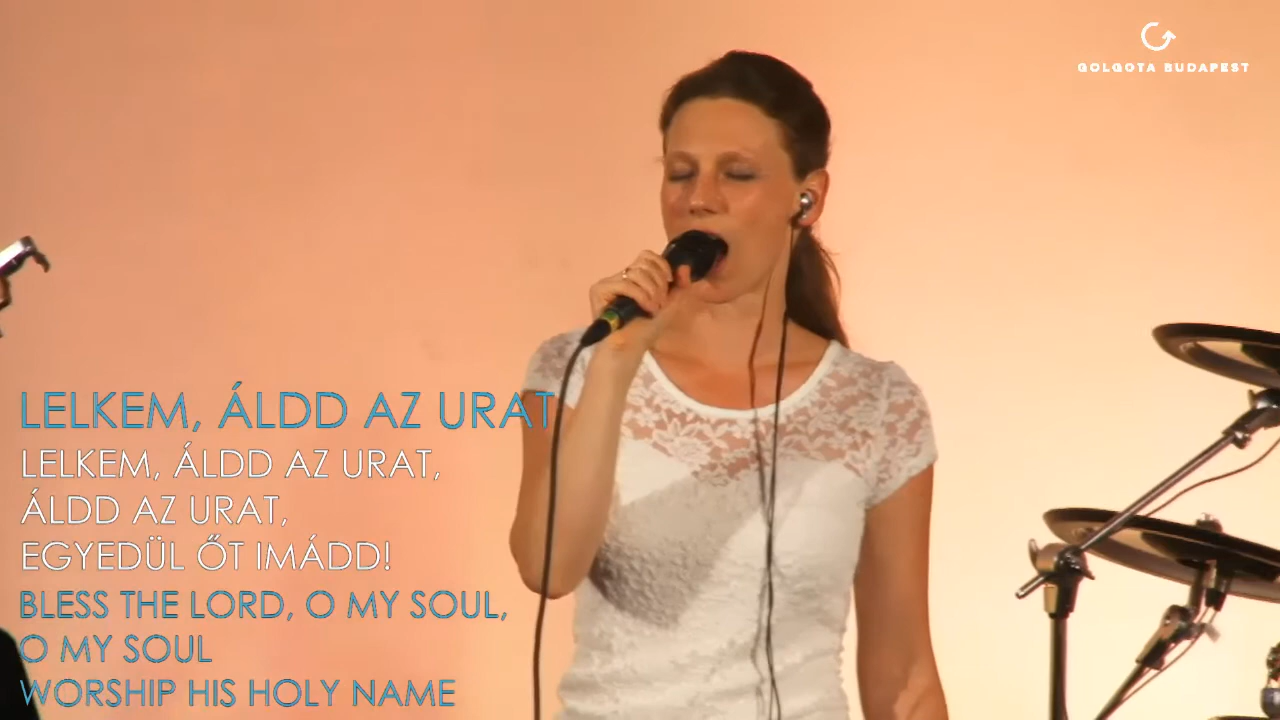 GOLGOTA BUDAPEST
LELKEM, ÁLDD AZ URAT
LELKEM, ÁLDD AZ URAT,
ÁLDD AZ URAT,
EGYEDÜL ŐT IMÁDD!
BLESS THE LORD, O MY SOUL,
O MY SOUL
WORSHIP HIS HOLY NAME